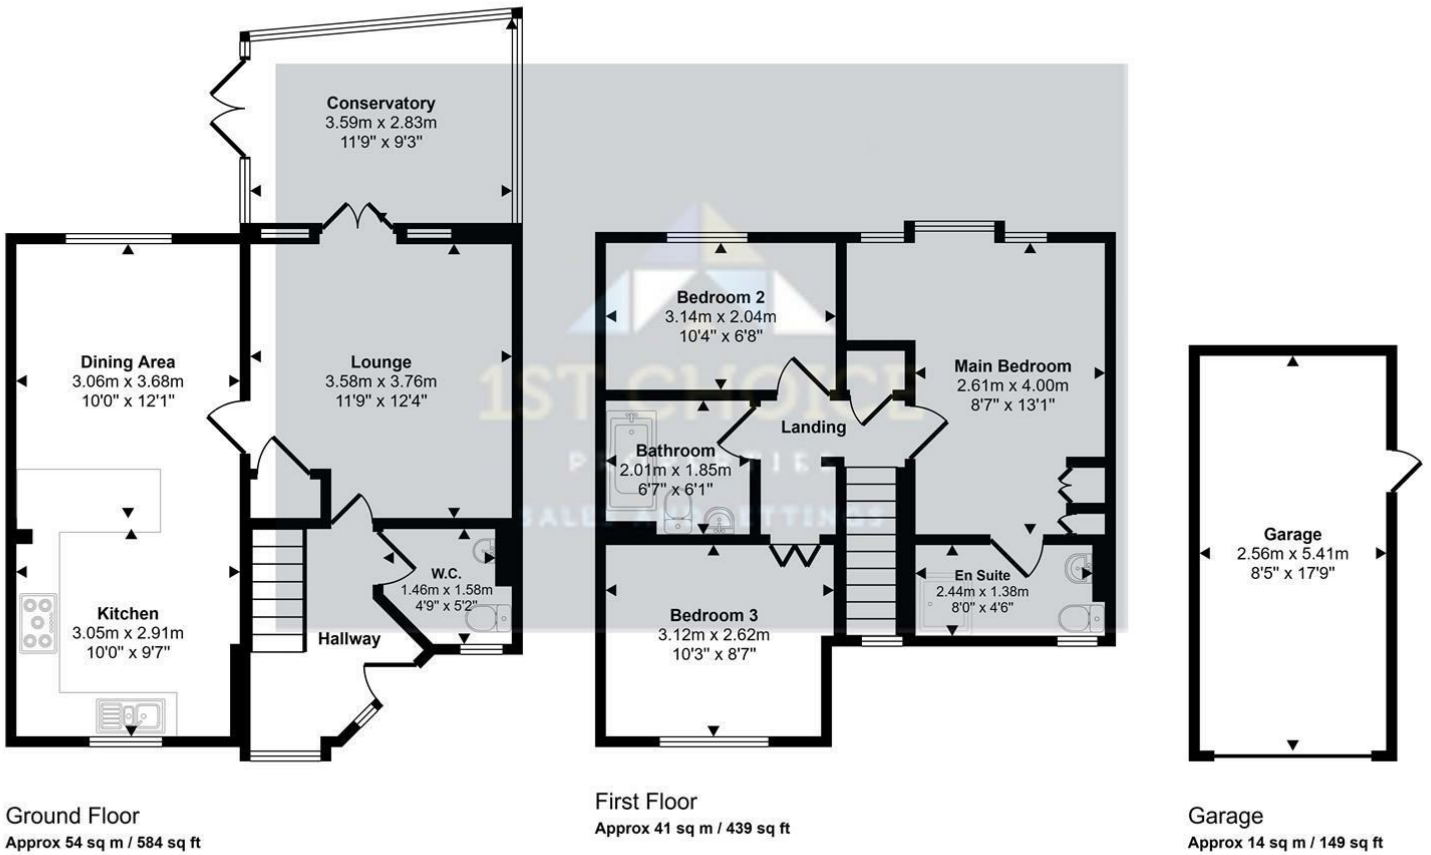 Conservatory
3.59m x 2.83m
11'9" x 9'3"
Dining Area
3.06m x 3.68m
10'0" x 12'1"
Lounge
3.58m x 3.76m
11'9" x 12'4"
Kitchen
3.05m x 2.91m
10'0" x 9'7"
Hallway
W.C.
1.46m x 1.58m
4'9" x 5'2"
Ground Floor
Approx 54 sq m / 584 sq ft
Bedroom 2
3.14m x 2.04m
10'4" x 6'8"
Main Bedroom
2.61m x 4.00m
8'7" x 13'1"
Landing
Bathroom
2.01m x 1.85m
6'7" x 6'1"
Bedroom 3
3.12m x 2.62m
10'3" x 8'7"
En Suite
2.44m x 1.38m
8'0" x 4'6"
First Floor
Approx 41 sq m / 439 sq ft
Garage
2.56m x 5.41m
8'5" x 17'9"
Garage
Approx 14 sq m / 149 sq ft
1ST CHOICE